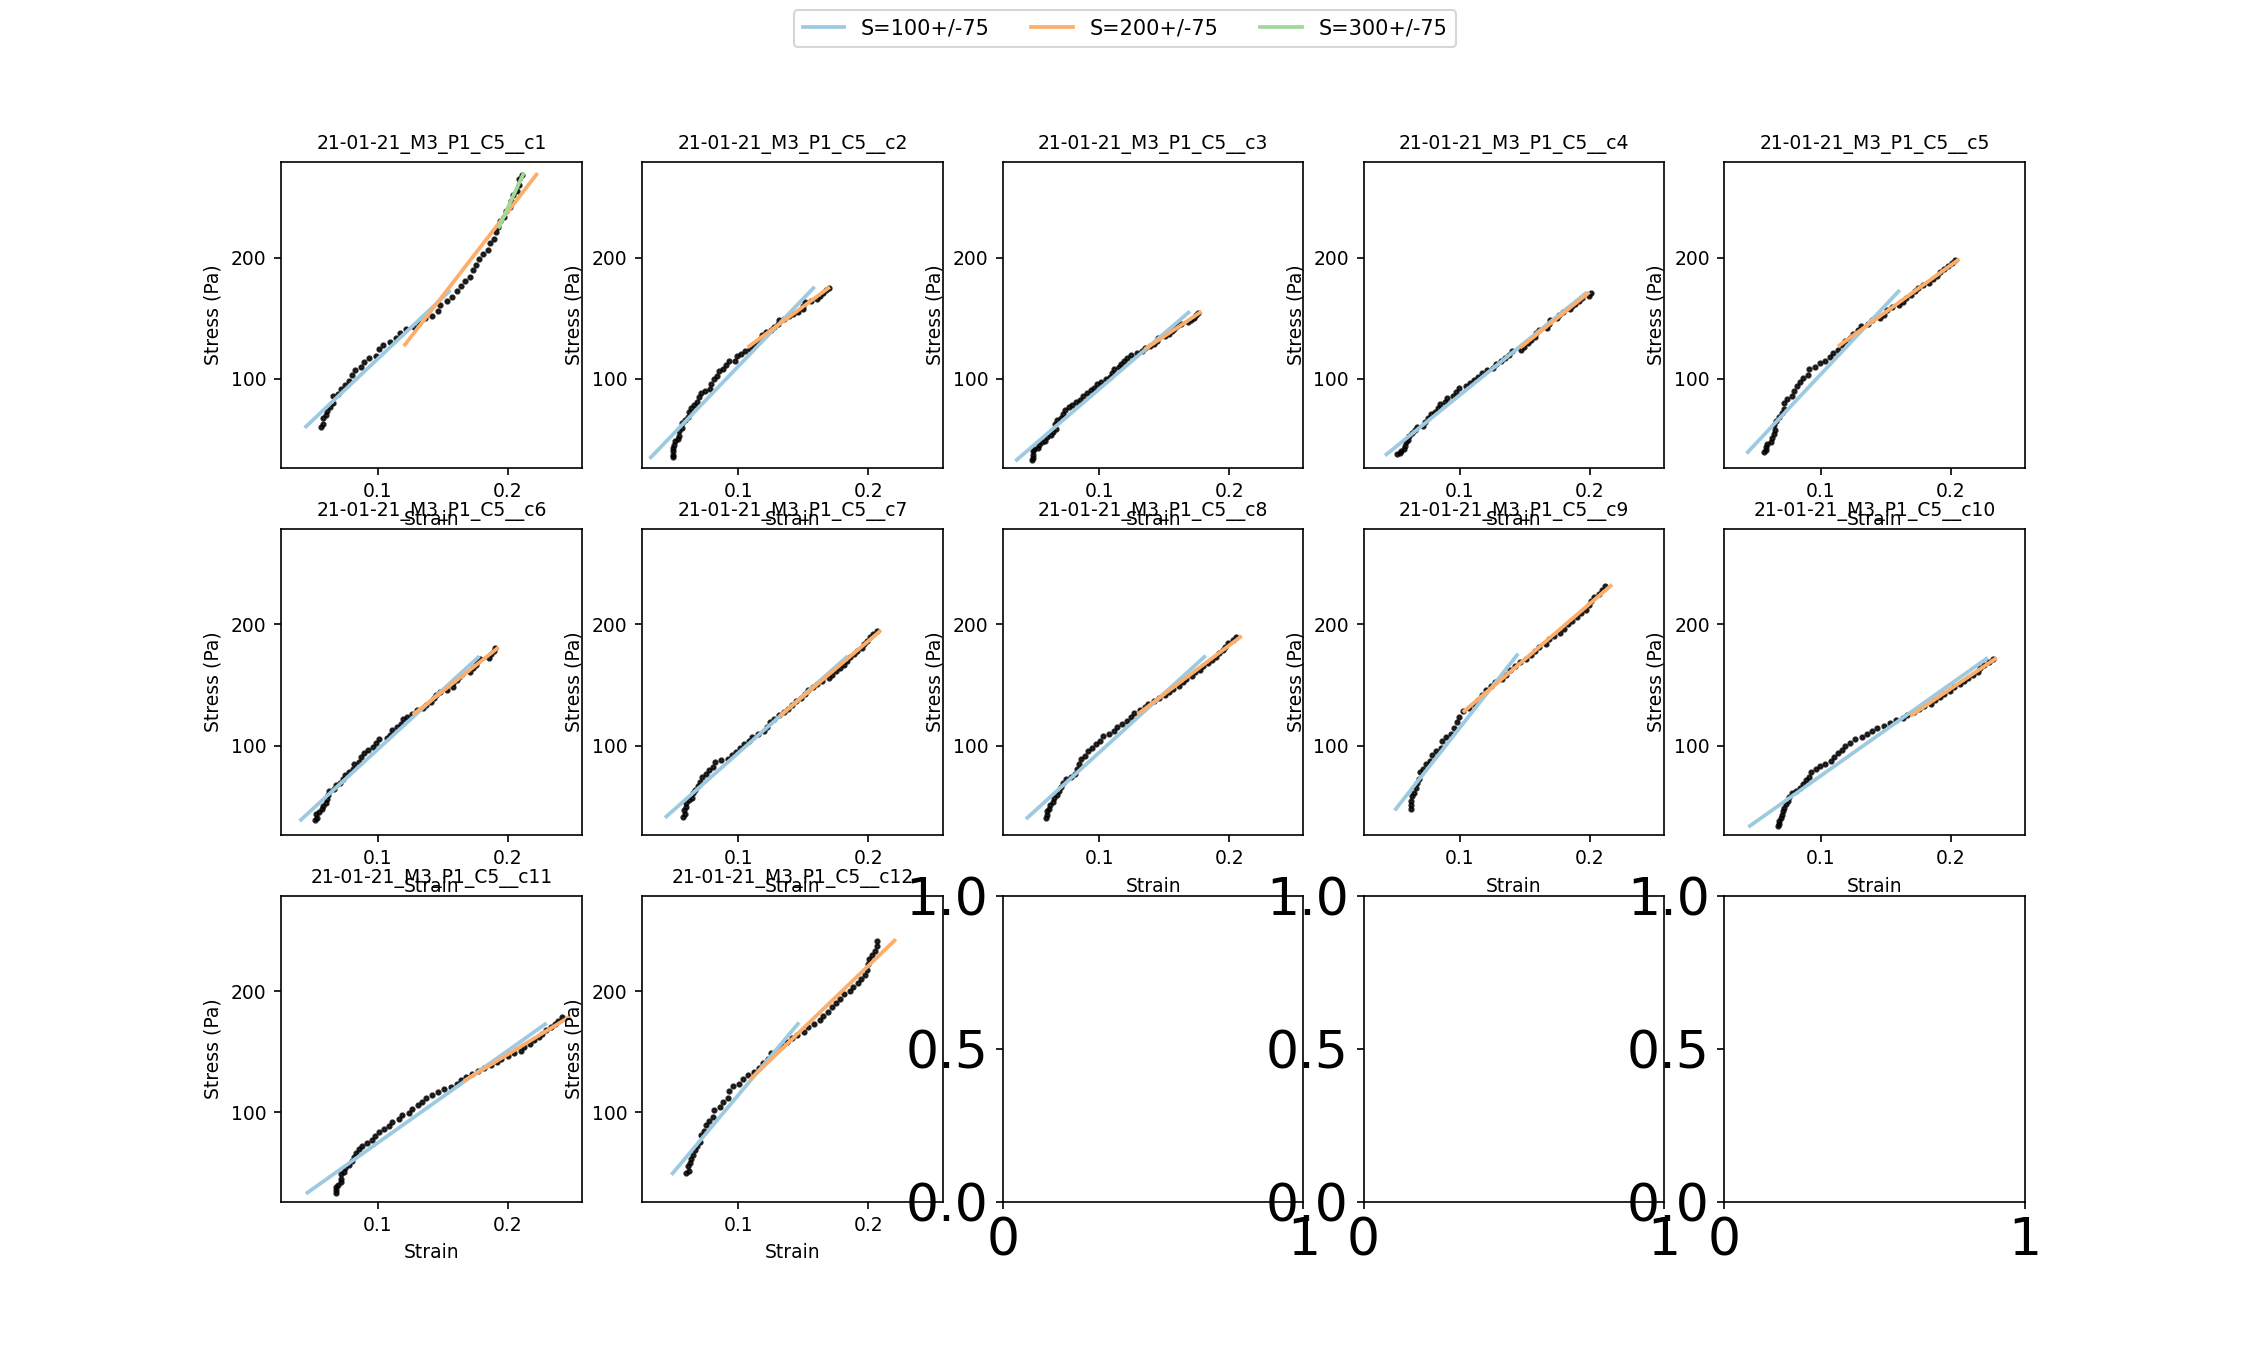 S=100+/-75 S=200+/-75 S=300+/-75
21-01-21_M3_P1_C5__c1 21-01-21_M3_P1_C5__c2 21-01-21_M3_P1_C5__c3 21-01-21_M3_P1_C5__c4 21-01-21_M3_P1_C5__c5
200 200 200 200 200
Stress (Pa) Stress (Pa) Stress (Pa) Stress (Pa) Stress (Pa)
100 100 100 100 100
0.1 0.2 0.1 0.2 0.1 0.2 0.1 0.2 0.1 0.2
Strain Strain Strain Strain Strain
21-01-21_M3_P1_C5__c6 21-01-21_M3_P1_C5__c7 21-01-21_M3_P1_C5__c8 21-01-21_M3_P1_C5__c9 21-01-21_M3_P1_C5__c10
200 200 200 200 200
Stress (Pa) Stress (Pa) Stress (Pa) Stress (Pa) Stress (Pa)
100 100 100 100 100
0.1 0.2 0.1 0.2 0.1 0.2 0.1 0.2 0.1 0.2
Strain Strain Strain Strain Strain
21-01-21_M3_P1_C5__c11 21-01-21_M3_P1_C5__c12
1.0 1.0 1.0
200 200
Stress (Pa) Stress (Pa) 0.5 0.5 0.5
100 100
0.0 0.0 0.0
0.1 0.2 0.1 0.2 0 1 0 1 0 1
Strain Strain